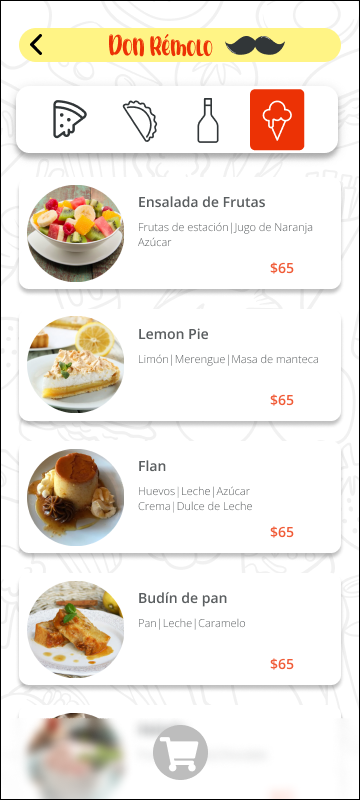 Don Rémolo
Ensalada de Frutas
Frutas de estación|Jugo de Naranja
Azúcar
$65
Lemon Pie
Limón|Merengue|Masa de manteca
$65
Flan
Huevos|Leche|Azúcar
Crema|Dulce de Leche
$65
Budín de pan
Pan|Leche|Caramelo
$65